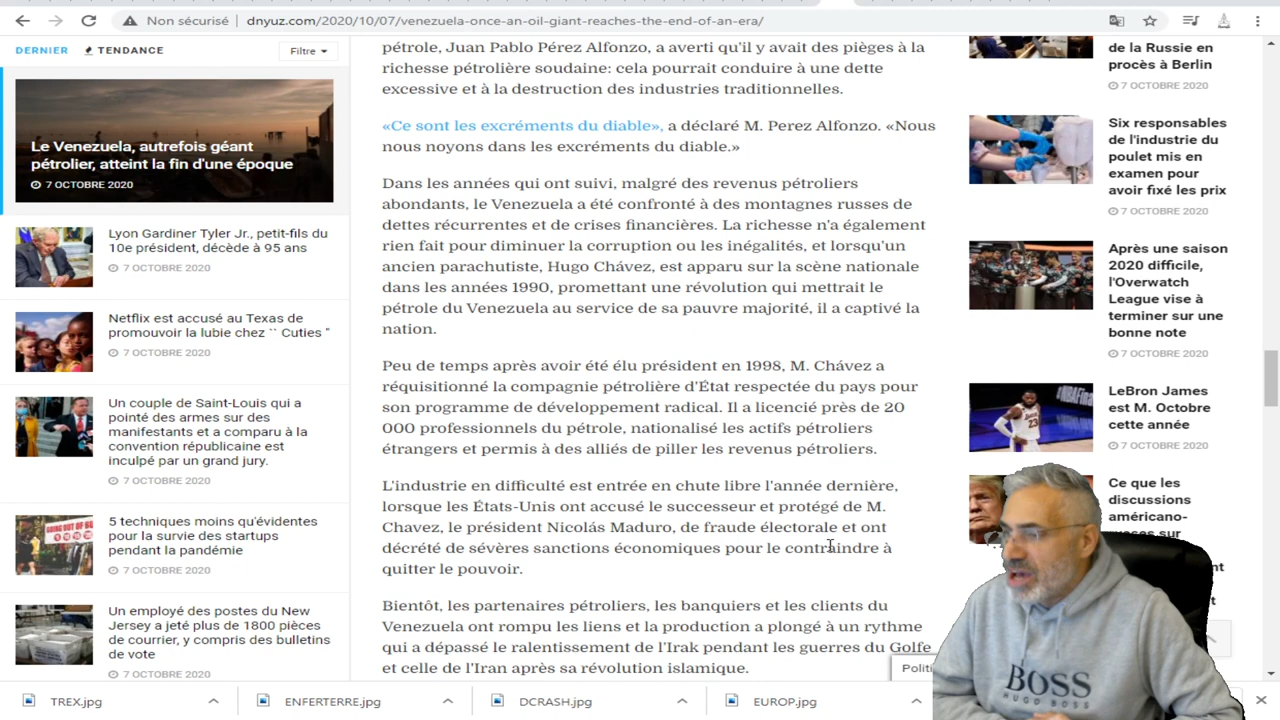 Non sécurisé | dnyuz.com/2020/10/07/venezuela-once-an-oil-giant-reaches-the-end-of-an-era/
DERNIER
TENDANCE
Filtre
Le Venezuela, autrefois géant
pétrolier, atteint la fin d'une époque
7 OCTOBRE 2020
Lyon Gardiner Tyler Jr., petit-fils du
10e président, décède à 95 ans
7 OCTOBRE 2020
Netflix est accusé au Texas de
promouvoir la lubie chez `` Cuties "
7 OCTOBRE 2020
Un couple de Saint-Louis qui a
pointé des armes sur des
manifestants et a comparu à la
convention républicaine est
inculpé par un grand jury.
7 OCTOBRE 2020
5 techniques moins qu'évidentes
pour la survie des startups
pendant la pandémie
7 OCTOBRE 2020
Un employé des postes du New
Jersey a jeté plus de 1800 pièces
de courrier, y compris des bulletins
de vote
7 OCTOBRE 2020
pétrole, Juan Pablo Pérez Alfonzo, a averti qu'il y avait des pièges à la
richesse pétrolière soudaine: cela pourrait conduire à une dette
excessive et à la destruction des industries traditionnelles.
«Ce sont les excréments du diable», a déclaré M. Perez Alfonzo. «Nous
nous noyons dans les excréments du diable.»
Dans les années qui ont suivi, malgré des revenus pétroliers
abondants, le Venezuela a été confronté à des montagnes russes de
dettes récurrentes et de crises financières. La richesse n'a également
rien fait pour diminuer la corruption ou les inégalités, et lorsqu'un
ancien parachutiste, Hugo Chávez, est apparu sur la scène nationale
dans les années 1990, promettant une révolution qui mettrait le
pétrole du Venezuela au service de sa pauvre majorité, il a captivé la
nation.
Peu de temps après avoir été élu président en 1998, M. Chávez a
réquisitionné la compagnie pétrolière d'État respectée du pays pour
son programme de développement radical. Il a licencié près de 20
000 professionnels du pétrole, nationalisé les actifs pétroliers
étrangers et permis à des alliés de piller les revenus pétroliers.
L'industrie en difficulté est entrée en chute libre l'année dernière,
lorsque les États-Unis ont accusé le successeur et protégé de M.
Chavez, le président Nicolás Maduro, de fraude électorale et ont
décrété de sévères sanctions économiques pour le contraindre à
quitter le pouvoir.
Bientôt, les partenaires pétroliers, les banquiers et les clients du
Venezuela ont rompu les liens et la production a plongé à un rythme
qui a dépassé le ralentissement de l'Irak pendant les guerres du Golfe
et celle de l'Iran après sa révolution islamique.
de la Russie en
procès à Berlin
7 OCTOBRE 2020
Six responsables
de l'industrie du
poulet mis en
examen pour
avoir fixé les prix
7 OCTOBRE 2020
Après une saison
2020 difficile,
l'Overwatch
League vise à
terminer sur une
bonne note
7 OCTOBRE 2020
LeBron James
est M. Octobre
cette année
7 OCTOBRE 2020
Ce que les
discussions
américano-
BOSS
HUGO BOSS
TREX.jpg
ENFERTERRE.jpg
DCRASH.jpg
EUROP.jpg